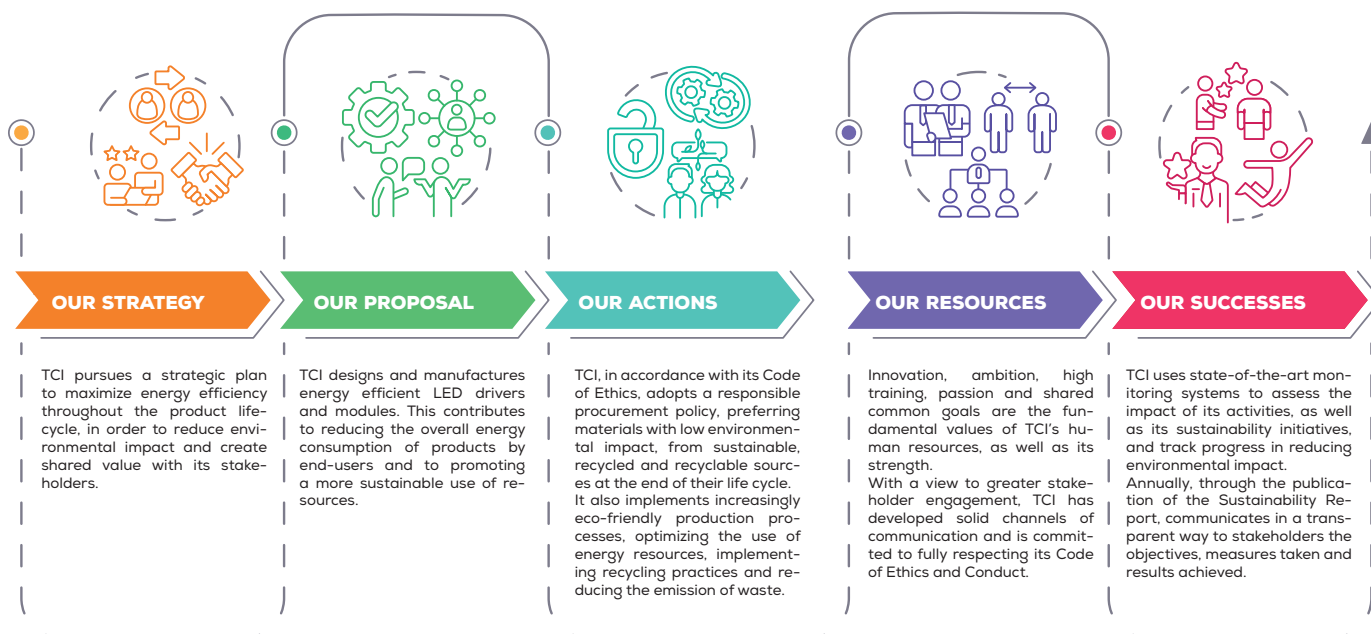 OUR STRATEGY
TCI pursues a strategic plan
to maximize energy efficiency
throughout the product life-
cycle, in order to reduce envi-
ronmental impact and create
shared value with its stake-
holders.
OUR PROPOSAL
TCI designs and manufactures
energy efficient LED drivers
and modules. This contributes
to reducing the overall energy
consumption of products by
end-users and to promoting
a more sustainable use of re-
sources.
OUR ACTIONS
TCI, in accordance with its Code
of Ethics, adopts a responsible
procurement policy, preferring
materials with low environmen-
tal impact, from sustainable,
recycled and recyclable sourc-
es at the end of their life cycle.
It also implements increasingly
eco-friendly production pro-
cesses, optimizing the use of
energy resources, implement-
ing recycling practices and re-
ducing the emission of waste.
OUR RESOURCES
Innovation, ambition, high
training, passion and shared
common goals are the fun-
damental values of TCI's hu-
man resources, as well as its
strength.
With a view to greater stake-
holder engagement, TCI has
developed solid channels of
communication and is commit-
ted to fully respecting its Code
of Ethics and Conduct.
OUR SUCCESSES
TCI uses state-of-the-art mon-
itoring systems to assess the
impact of its activities, as well
as its sustainability initiatives,
and track progress in reducing
environmental impact.
Annually, through the publica-
tion of the Sustainability Re-
port, communicates in a trans-
parent way to stakeholders the
objectives, measures taken and
results achieved.